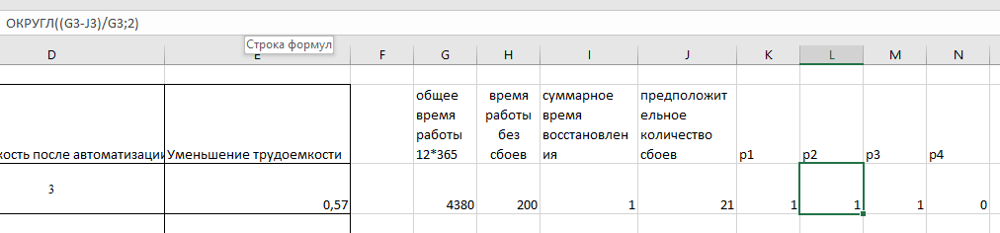 ОКРУГЛ((G3-J3)/G3;2)
Строка формул
D E F G H I J K L M N
общее время работы 12*365
время работы без сбоев
суммарное время восстановлен ия
предположит ельное количество сбоев
кость после автоматизации Уменьшение трудоемкости p1 p2 p3 p4
3 0,57 4380 200 1 21 1 1 1 0